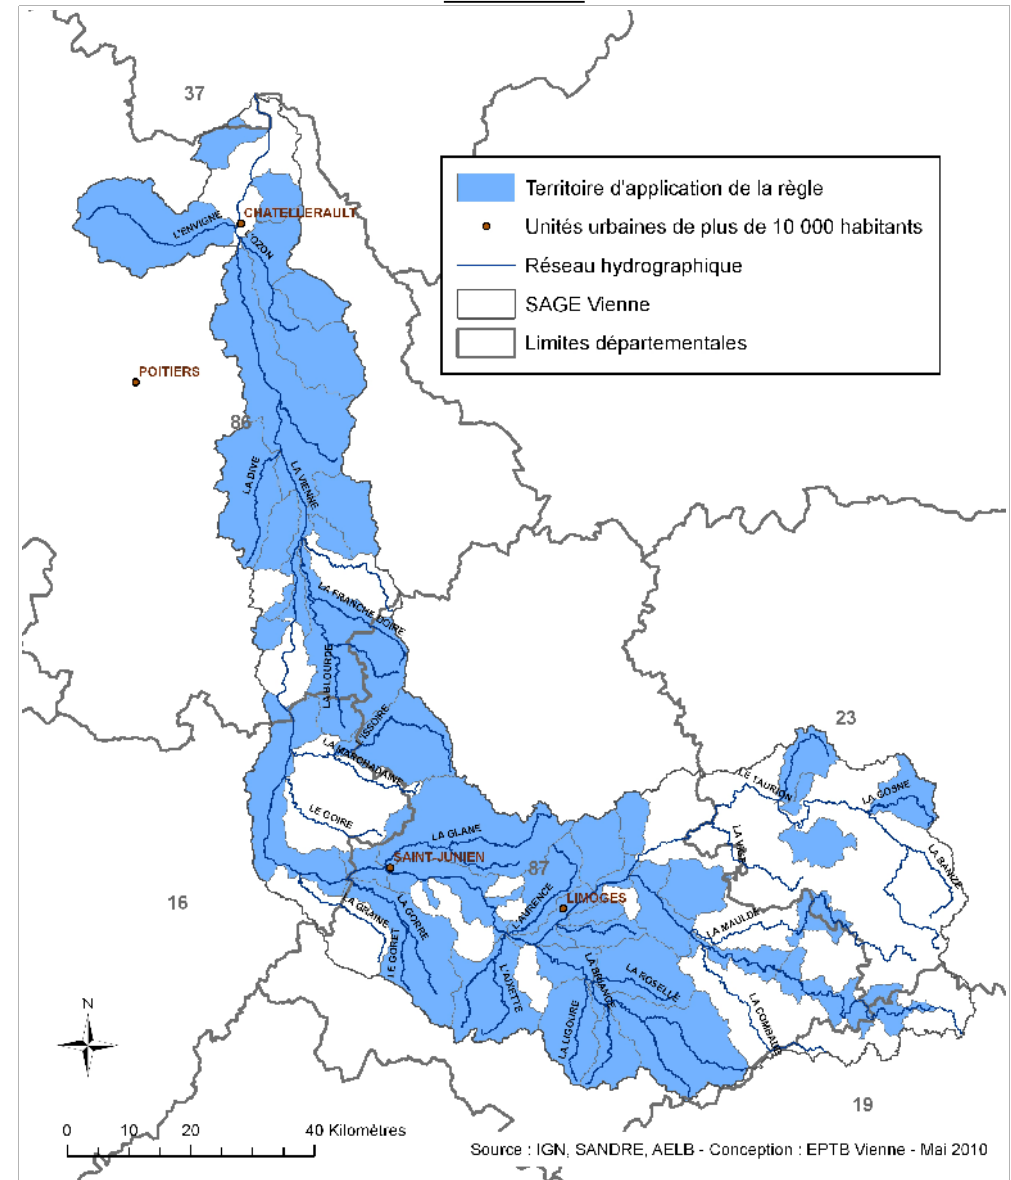 37
Territoire d'application de la règle
Unités urbaines de plus de 10 000 habitants
Réseau hydrographique
SAGE Vienne
Limites départementales
CHATELLERAULT
L'ENVIGNE
L'OZON
POITIERS
86
LA DIVE
LA VIENNE
LA FRANCHE DOIRE
LA BLOURDE
L'ISSOIRE
23
LA MARCHADAINE
LE TAURION
LA GOSNE
LE GOIRE
LA GLANE
LA BANIZE
SAINT-JUNIEN
87
16
LA GRAINE
LA GORRE
L'AURENCE
LIMOGES
LA MAULDE
LE GORET
L'AIXETTE
LA BRIANCE
LA ROSELLE
LA LIGOURE
LA COMBADE
N
19
0 10 20 40 Kilomètres
Source : IGN, SANDRE, AELB - Conception : EPTB Vienne - Mai 2010